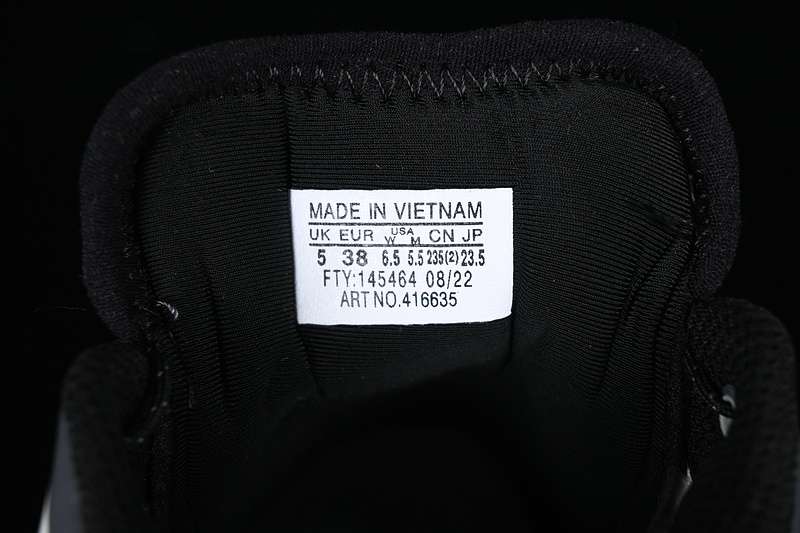 MADE IN VIETNAM
UK EUR USA W M CN JP
5 38 6.5 5.5 235(2) 23.5
FTY:145464 08/22
ART NO.416635